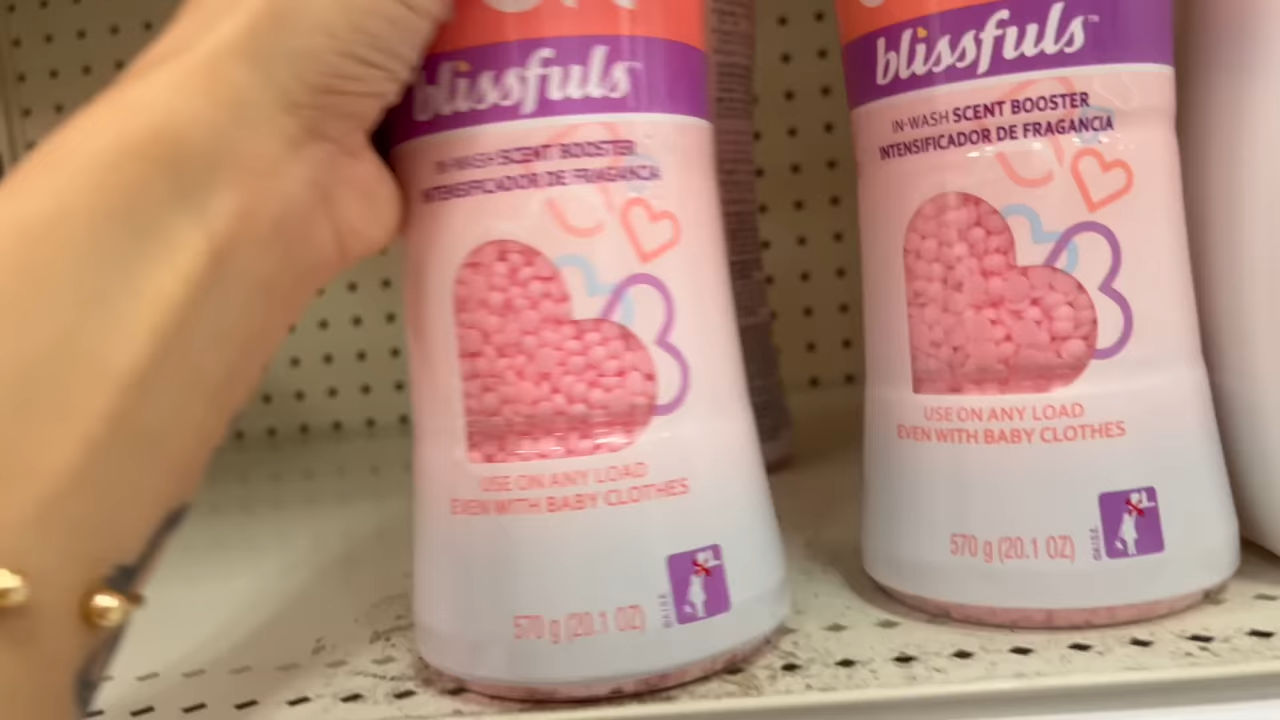 blissfuls
IN-WASH SCENT BOOSTER
INTENSIFICADOR DE FRAGANCIA
USE ON ANY LOAD
EVEN WITH BABY CLOTHES
570 g (20.1 OZ)
blissfuls™
IN-WASH SCENT BOOSTER
INTENSIFICADOR DE FRAGANCIA
USE ON ANY LOAD
EVEN WITH BABY CLOTHES
570 g (20.1 OZ)